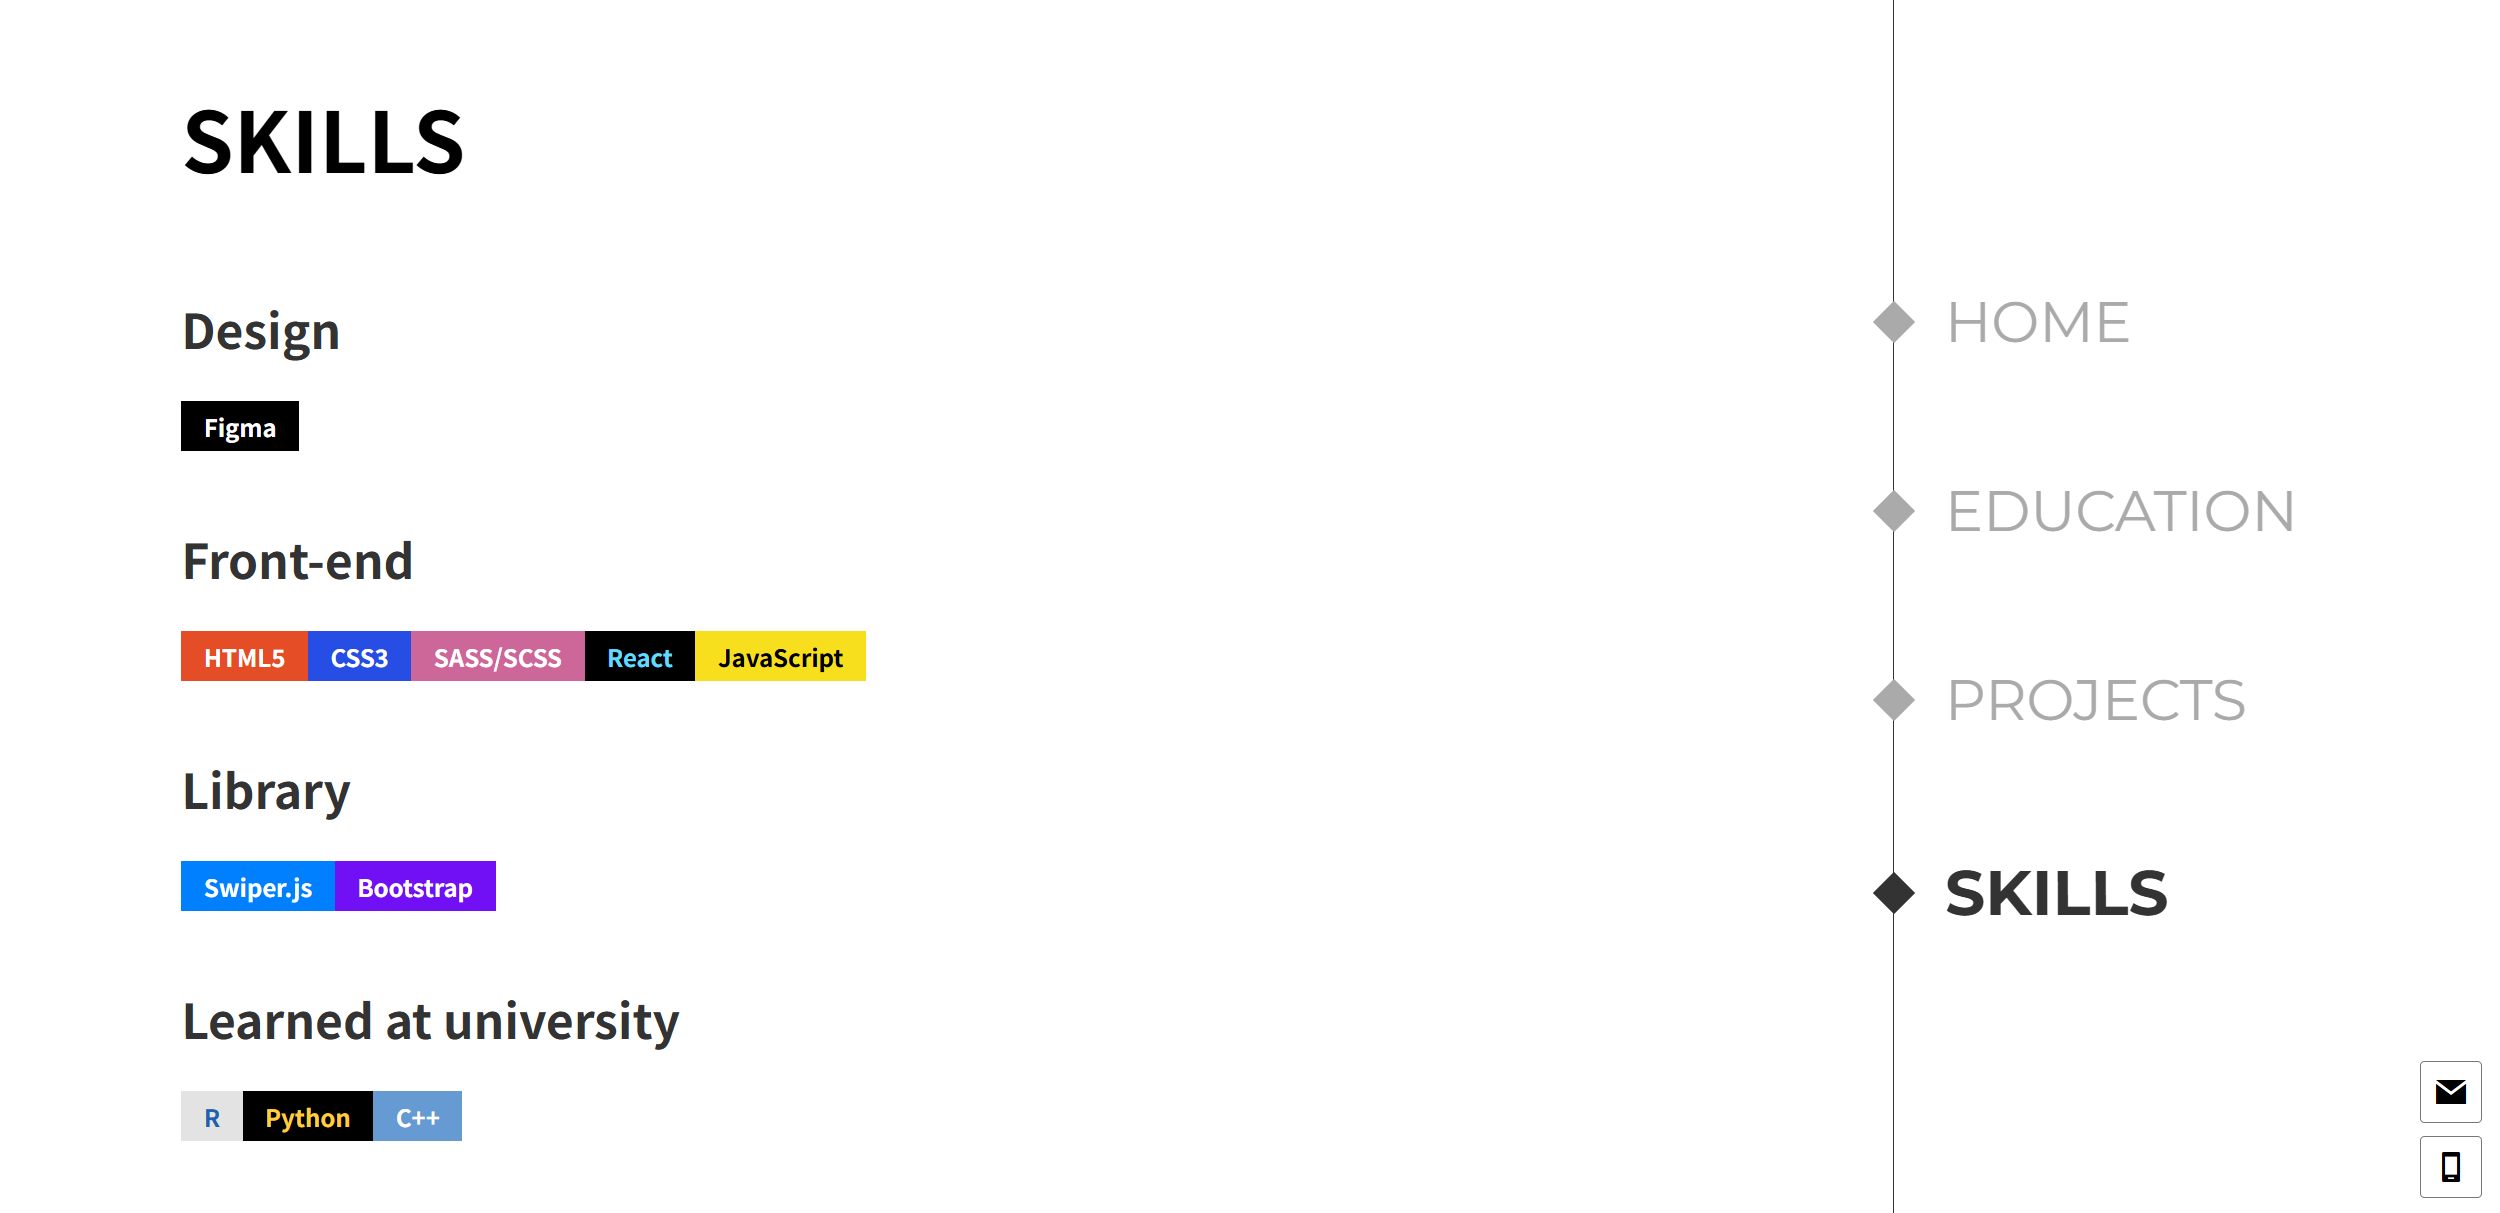 SKILLS
Design
Figma
Front-end
HTML5 CSS3 SASS/SCSS React JavaScript
Library
Swiper.js Bootstrap
Learned at university
R Python C++
HOME
EDUCATION
PROJECTS
SKILLS